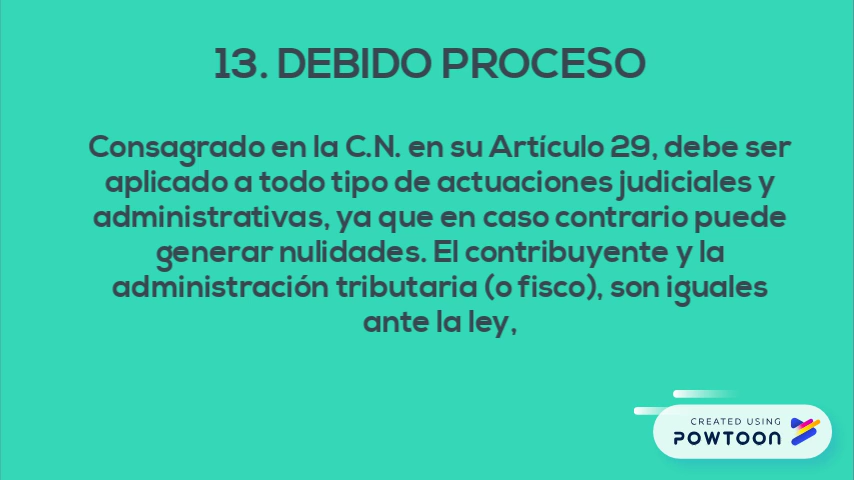 13. DEBIDO PROCESO
Consagrado en la C.N. en su Artículo 29, debe ser
aplicado a todo tipo de actuaciones judiciales y
administrativas, ya que en caso contrario puede
generar nulidades. El contribuyente y la
administración tributaria (o fisco), son iguales
ante la ley,
CREATED USING
POWTOON